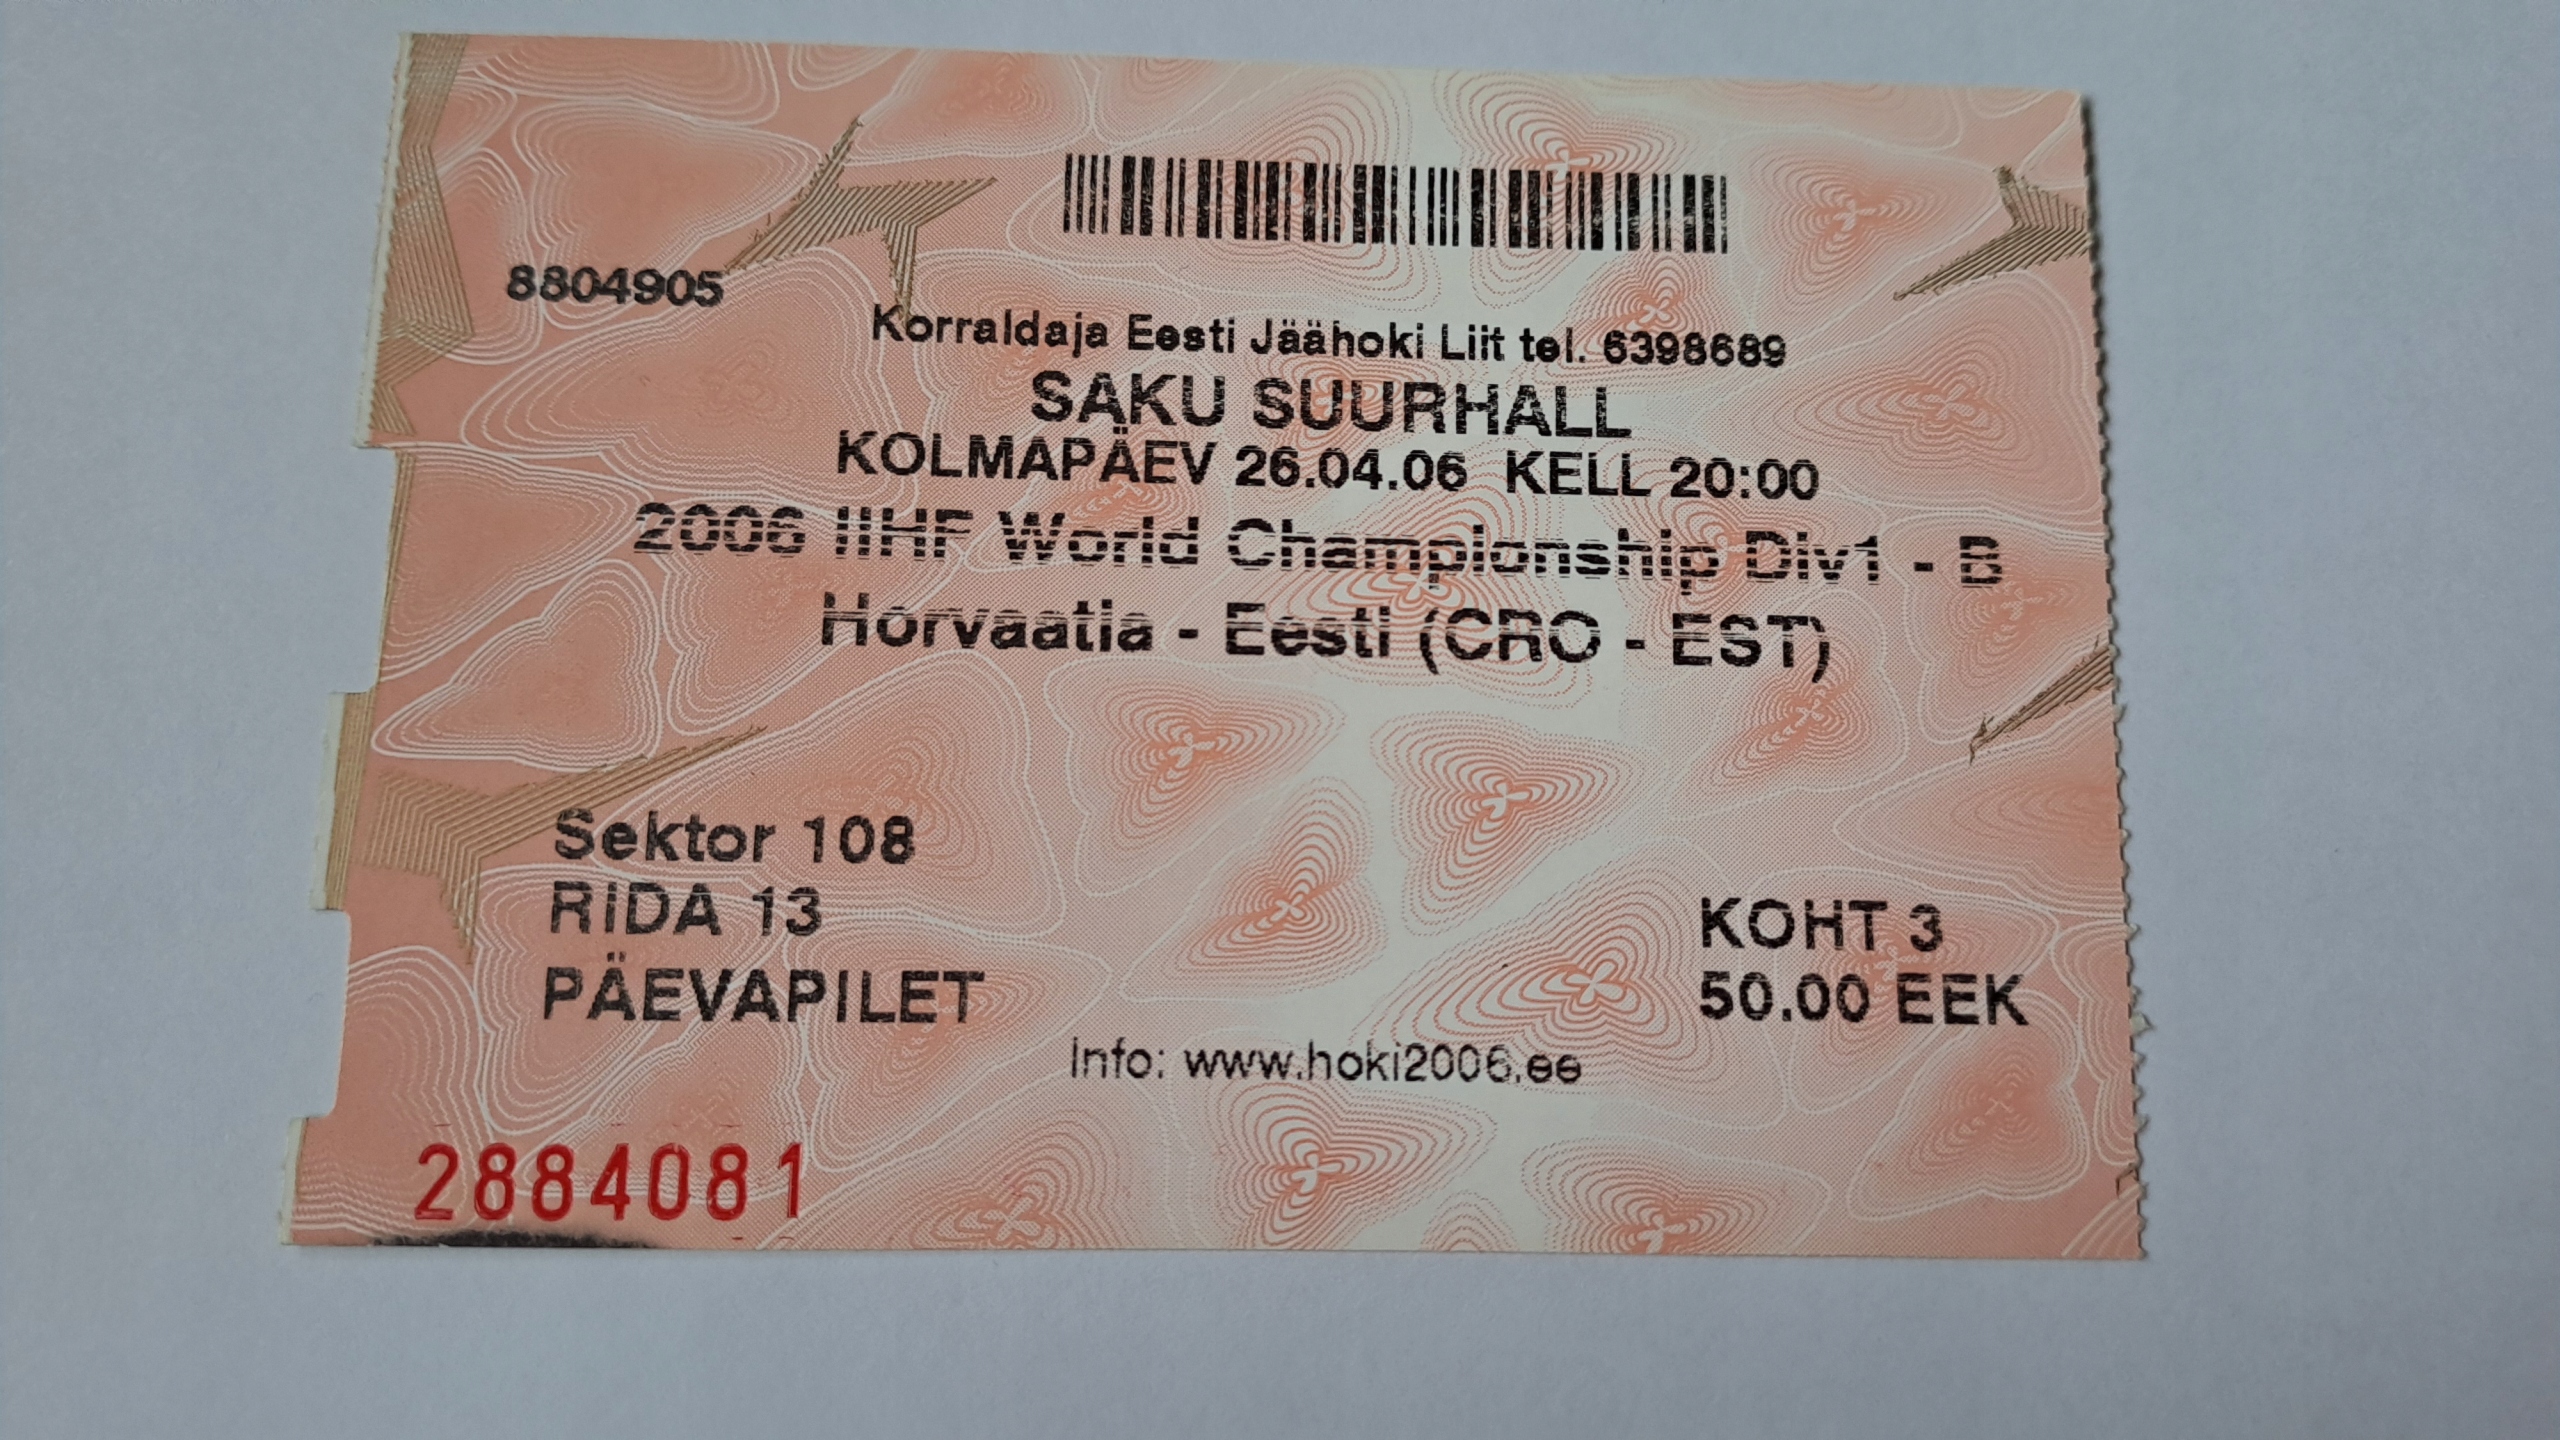 8804905
Korraldaja Eesti Jäähoki Liit tel. 6398689
SAKU SUURHALL
KOLMAPÄEV 26.04.06 KELL 20:00
2006 IIHF World Championship Div1 - B
Horvaatia - Eesti (CRO - EST)
Sektor 108
RIDA 13 KOHT 3
PÄEVAPILET 50.00 EEK
Info: www.hoki2006.ee
2884081